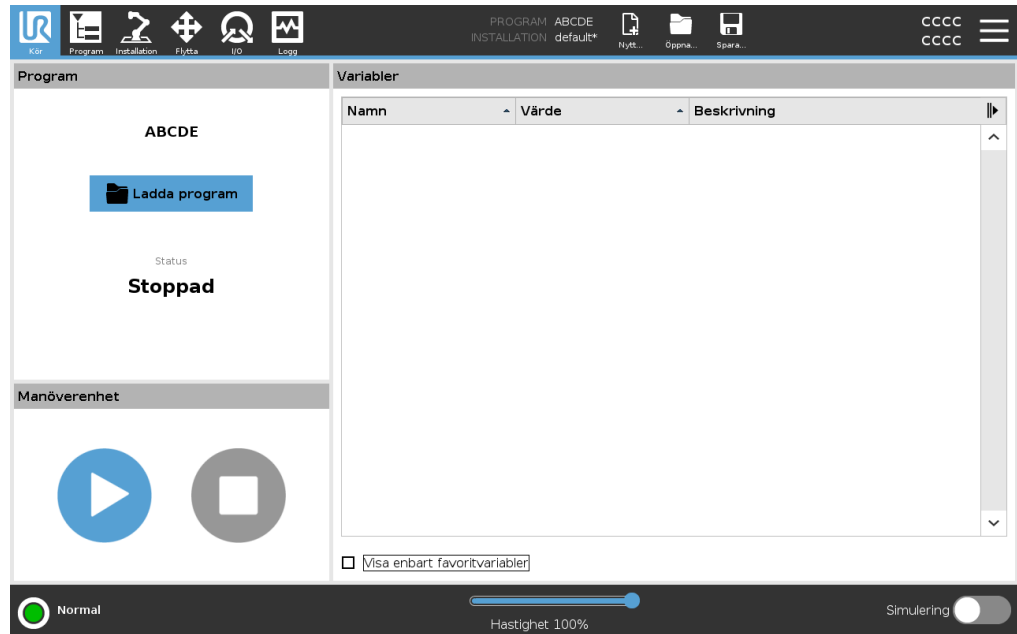 UR
Kör
Program
Installation
Flytta
I/O
Logg
PROGRAM ABCDE
INSTALLATION default*
Nytt...
Öppna...
Spara...
CCCC
CCCC
Program
ABCDE
Ladda program
Status
Stoppad
Manöverenhet
Variabler
Namn Värde Beskrivning
Visa enbart favoritvariabler
Normal
Hastighet 100%
Simulering